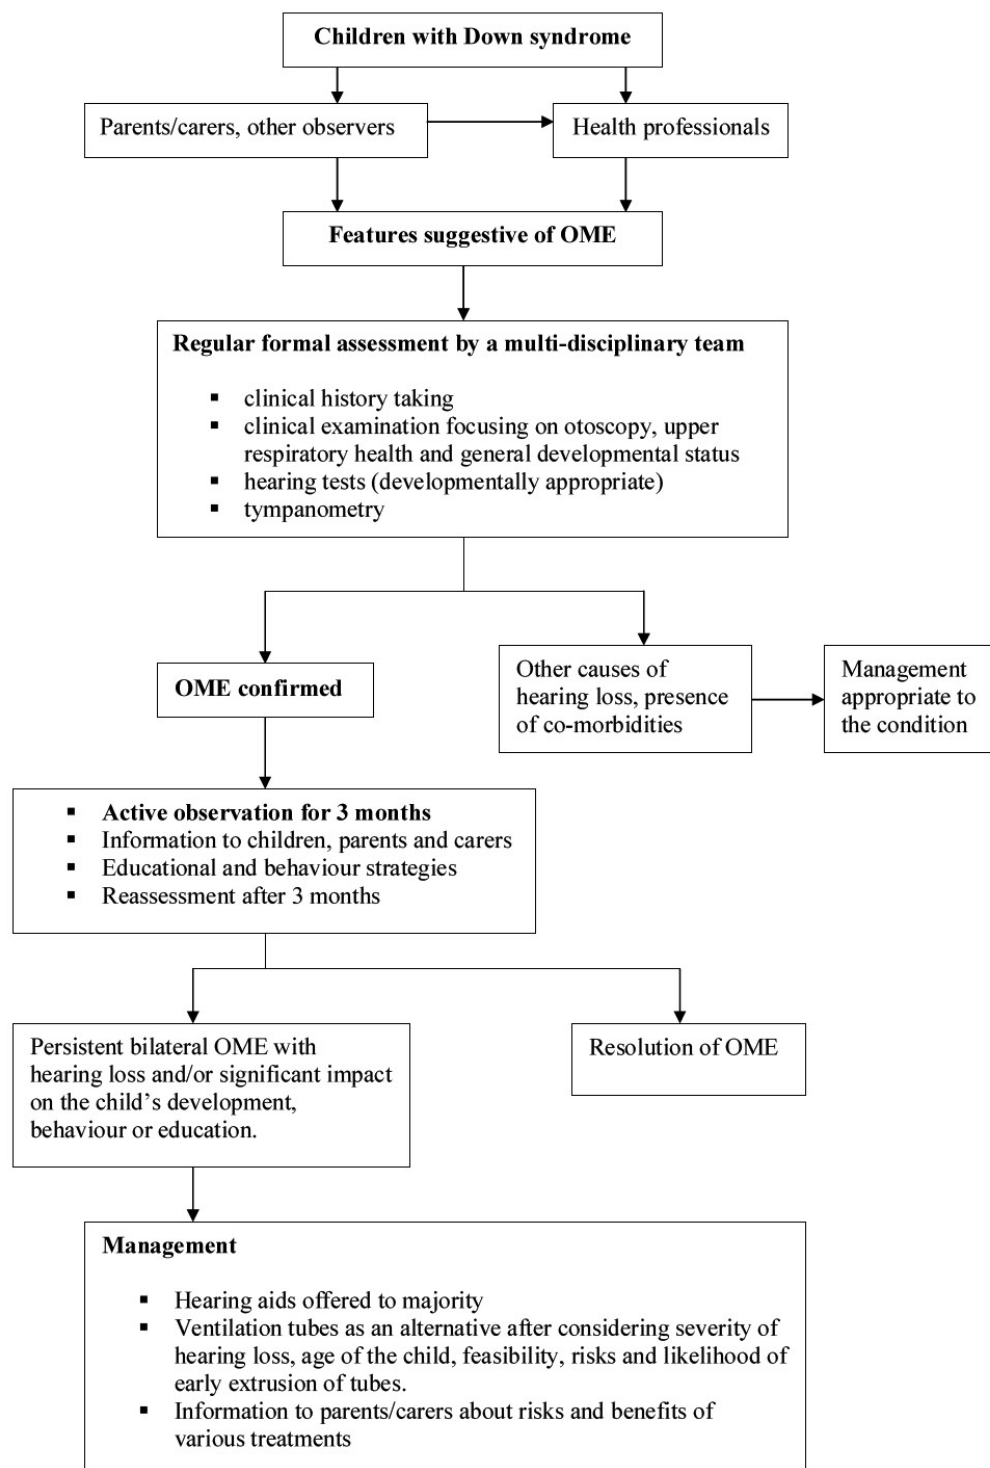 Children with Down syndrome
Parents/carers, other observers
Health professionals
Features suggestive of OME
Regular formal assessment by a multi-disciplinary team
▪ clinical history taking
▪ clinical examination focusing on otoscopy, upper
respiratory health and general developmental status
▪ hearing tests (developmentally appropriate)
▪ tympanometry
OME confirmed
Other causes of
hearing loss, presence
of co-morbidities
Management
appropriate to
the condition
▪ Active observation for 3 months
▪ Information to children, parents and carers
▪ Educational and behaviour strategies
▪ Reassessment after 3 months
Persistent bilateral OME with
hearing loss and/or significant impact
on the child's development,
behaviour or education.
Resolution of OME
Management
▪ Hearing aids offered to majority
▪ Ventilation tubes as an alternative after considering severity of
hearing loss, age of the child, feasibility, risks and likelihood of
early extrusion of tubes.
▪ Information to parents/carers about risks and benefits of
various treatments